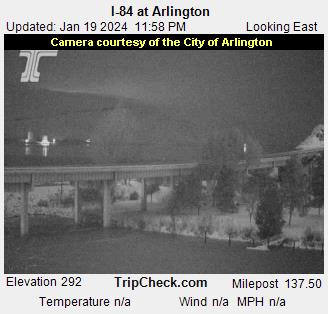 I-84 at Arlington
Updated: Jan 19 2024 11:58 PM Looking East
Camera courtesy of the City of Arlington
Elevation 292 TripCheck.com Milepost 137.50
Temperature n/a Wind n/a MPH n/a